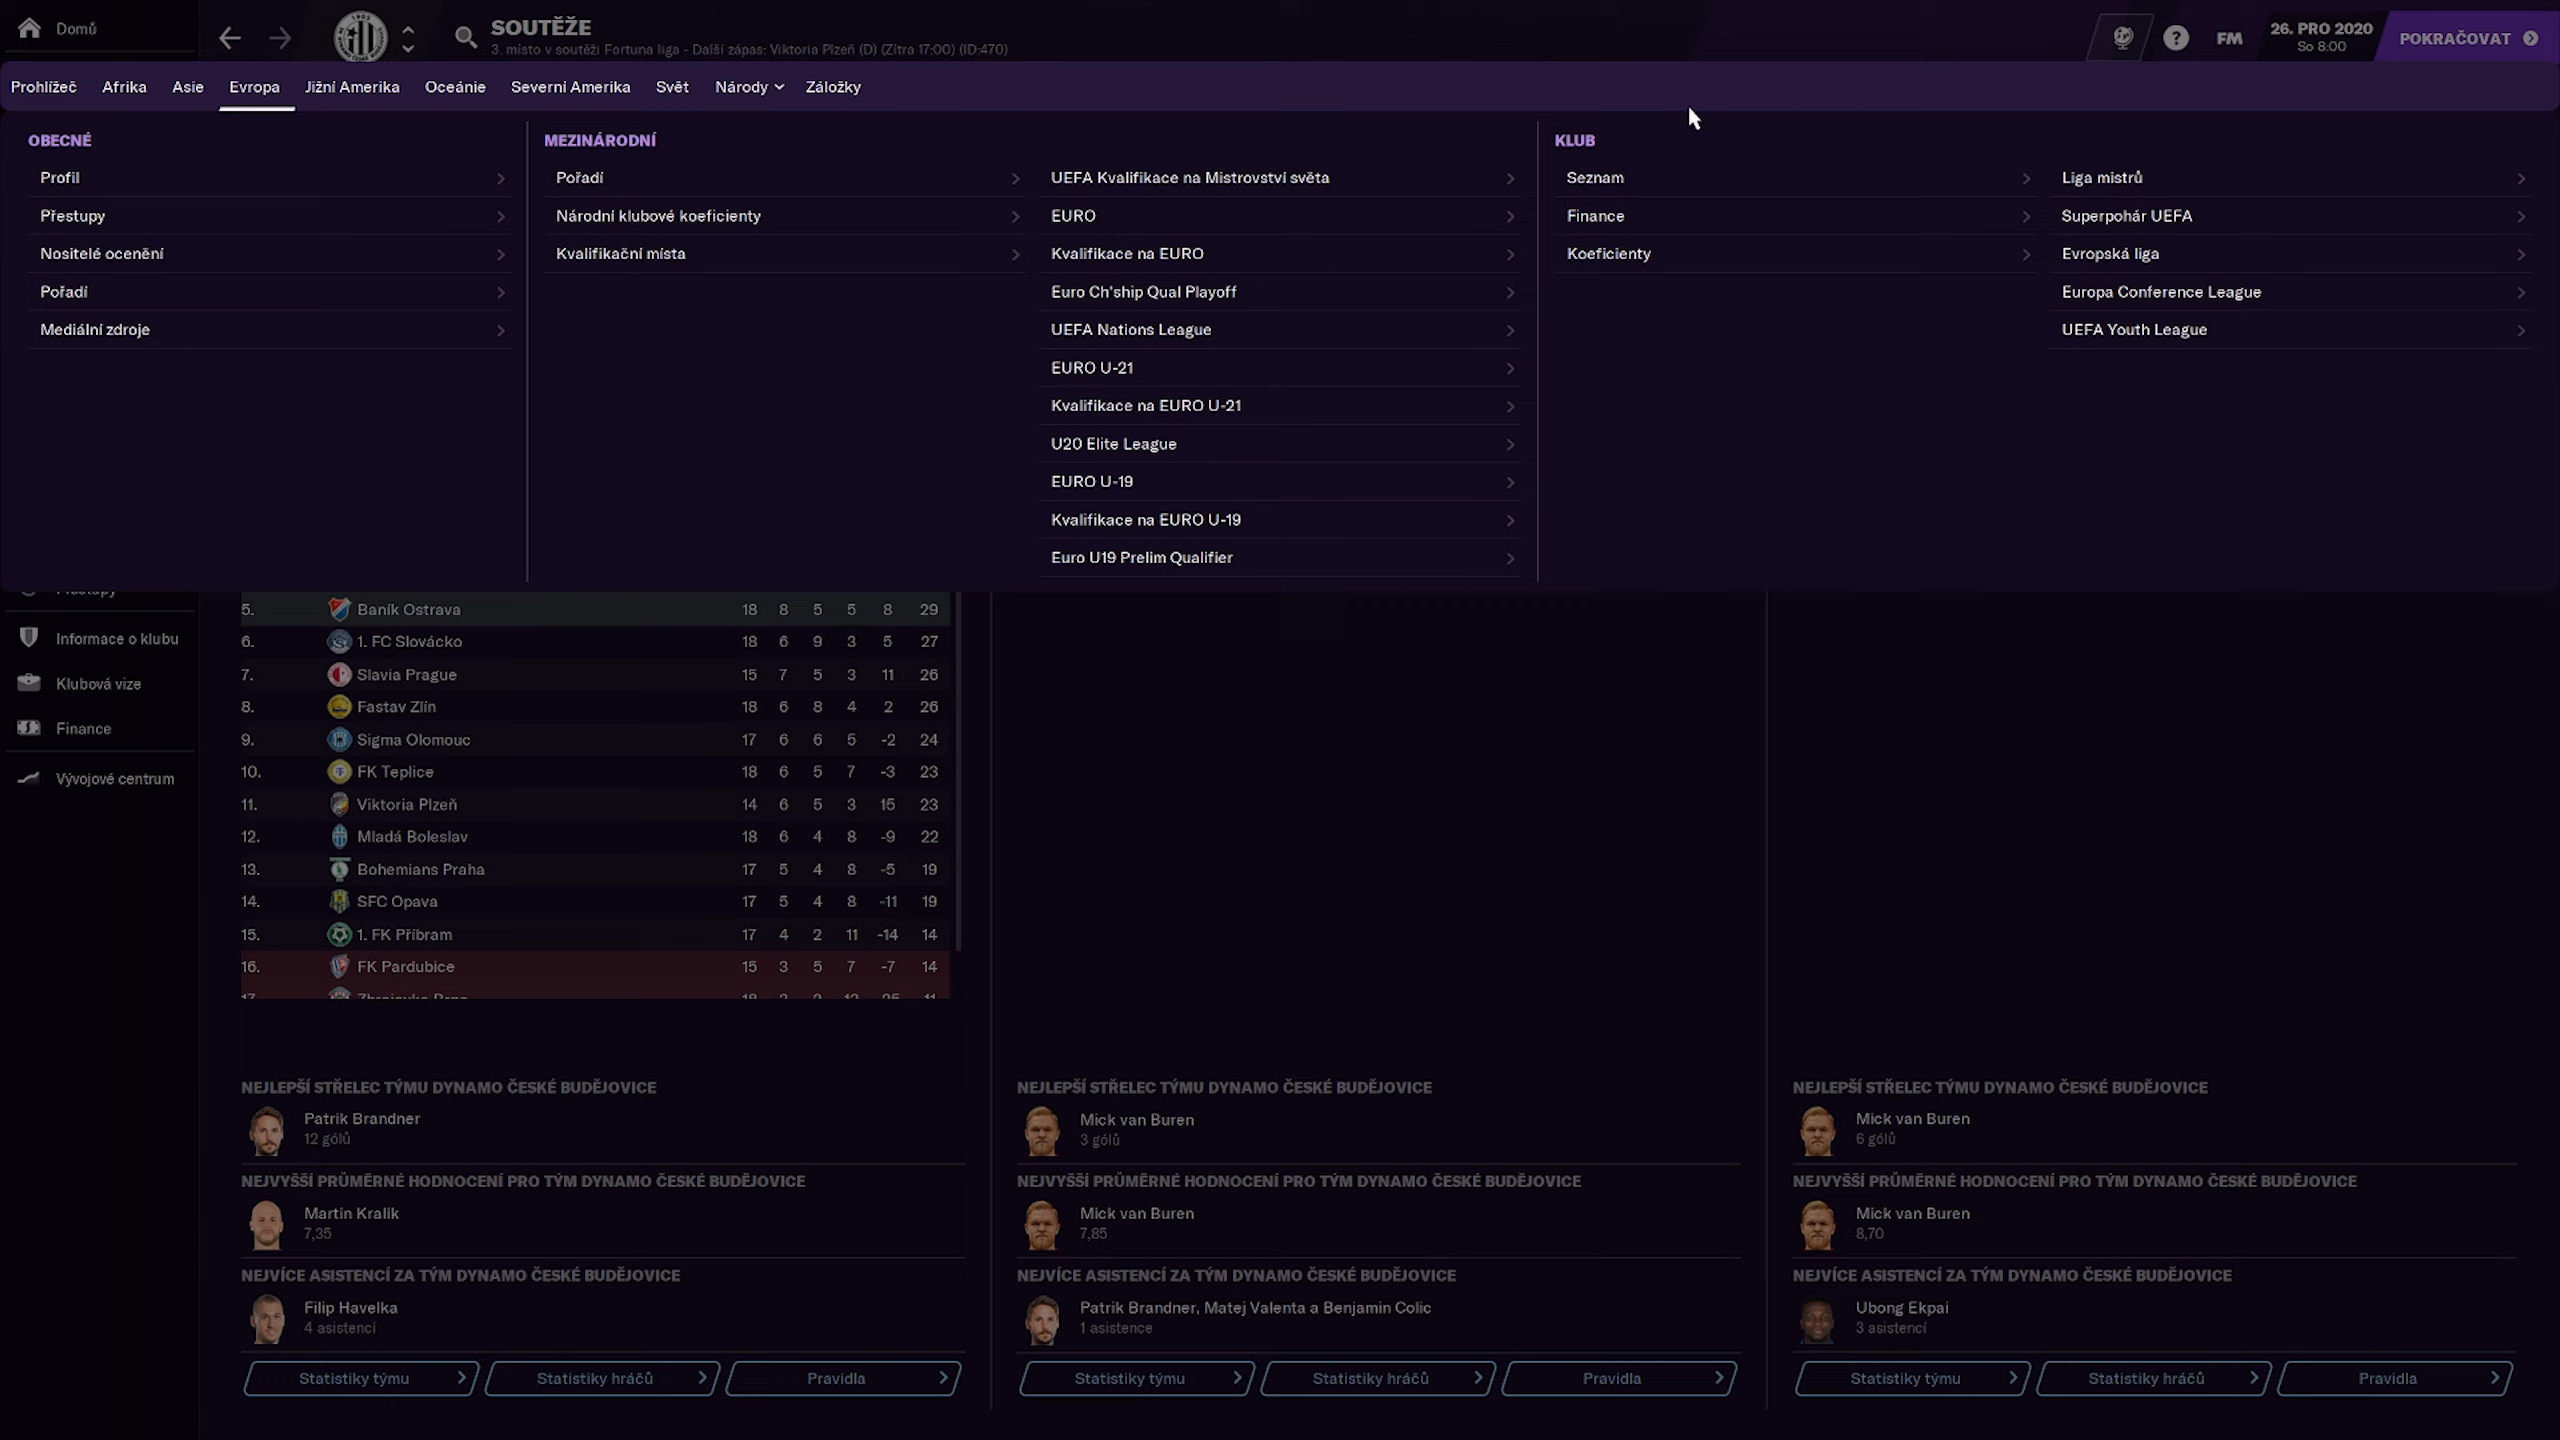 Domů
SOUTĚŽE
3. místo v soutěži Fortuna liga - Další zápas: Viktoria Plzeň (D) (Zítra 17:00) (ID:470)
FM
26. PRO 2020
So 8:00
POKRAČOVAT
Prohlížeč Afrika Asie Evropa Jižní Amerika Oceánie Severní Amerika Svět Národy Záložky
OBECNÉ
Profil
Přestupy
Nositelé ocenění
Pořadí
Mediální zdroje
MEZINÁRODNÍ
Pořadí
Národní klubové koeficienty
Kvalifikační místa
UEFA Kvalifikace na Mistrovství světa
EURO
Kvalifikace na EURO
Euro Ch'ship Qual Playoff
UEFA Nations League
EURO U-21
Kvalifikace na EURO U-21
U20 Elite League
EURO U-19
Kvalifikace na EURO U-19
Euro U19 Prelim Qualifier
KLUB
Seznam
Finance
Koeficienty
Liga mistrů
Superpohár UEFA
Evropská liga
Europa Conference League
UEFA Youth League
Přestupy
Informace o klubu
Klubová vize
Finance
Vývojové centrum
5. Baník Ostrava 18 8 5 5 8 29
6. 1. FC Slovácko 18 6 9 3 5 27
7. Slavia Prague 15 7 5 3 11 26
8. Fastav Zlín 18 6 8 4 2 26
9. Sigma Olomouc 17 6 6 5 -2 24
10. FK Teplice 18 6 5 7 -3 23
11. Viktoria Plzeň 14 6 5 3 15 23
12. Mladá Boleslav 18 6 4 8 -9 22
13. Bohemians Praha 17 5 4 8 -5 19
14. SFC Opava 17 5 4 8 -11 19
15. 1. FK Příbram 17 4 2 11 -14 14
16. FK Pardubice 15 3 5 7 -7 14
17. Zbrojovka Brno
NEJLEPŠÍ STŘELEC TÝMU DYNAMO ČESKÉ BUDĚJOVICE
Patrik Brandner
12 gólů
NEJVYŠŠÍ PRŮMĚRNÉ HODNOCENÍ PRO TÝM DYNAMO ČESKÉ BUDĚJOVICE
Martin Kralik
7,35
NEJVÍCE ASISTENCÍ ZA TÝM DYNAMO ČESKÉ BUDĚJOVICE
Filip Havelka
4 asistencí
Statistiky týmu Statistiky hráčů Pravidla
NEJLEPŠÍ STŘELEC TÝMU DYNAMO ČESKÉ BUDĚJOVICE
Mick van Buren
3 gólů
NEJVYŠŠÍ PRŮMĚRNÉ HODNOCENÍ PRO TÝM DYNAMO ČESKÉ BUDĚJOVICE
Mick van Buren
7,85
NEJVÍCE ASISTENCÍ ZA TÝM DYNAMO ČESKÉ BUDĚJOVICE
Patrik Brandner, Matej Valenta a Benjamin Colic
1 asistence
Statistiky týmu Statistiky hráčů Pravidla
NEJLEPŠÍ STŘELEC TÝMU DYNAMO ČESKÉ BUDĚJOVICE
Mick van Buren
6 gólů
NEJVYŠŠÍ PRŮMĚRNÉ HODNOCENÍ PRO TÝM DYNAMO ČESKÉ BUDĚJOVICE
Mick van Buren
8,70
NEJVÍCE ASISTENCÍ ZA TÝM DYNAMO ČESKÉ BUDĚJOVICE
Ubong Ekpai
3 asistencí
Statistiky týmu Statistiky hráčů Pravidla